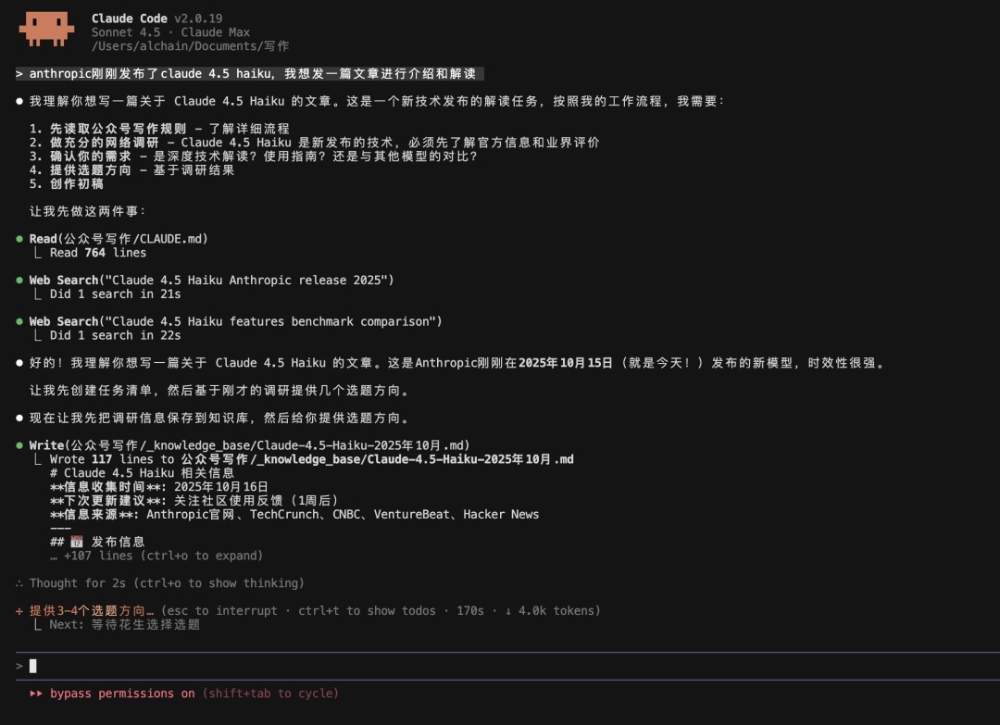 Claude Code v2.0.19
Sonnet 4.5 · Claude Max
/Users/alchain/Documents/写作
> anthropic刚刚发布了claude 4.5 haiku, 我想发一篇文章进行介绍和解读
● 我理解你想写一篇关于 Claude 4.5 Haiku 的文章。这是一个新技术发布的解读任务，按照我的工作流程，我需要：
1. 先读取公众号写作规则 - 了解详细流程
2. 做充分的网络调研 - Claude 4.5 Haiku 是新发布的技术，必须先了解官方信息和业界评价
3. 确认你的需求 - 是深度技术解读？使用指南？还是与其他模型的对比？
4. 提供选题方向 - 基于调研结果
5. 创作初稿
让我先做这两件事：
● Read(公众号写作/CLAUDE.md)
⎿ Read 764 lines
● Web Search("Claude 4.5 Haiku Anthropic release 2025")
⎿ Did 1 search in 21s
● Web Search("Claude 4.5 Haiku features benchmark comparison")
⎿ Did 1 search in 22s
● 好的！我理解你想写一篇关于 Claude 4.5 Haiku 的文章。这是Anthropic刚刚在2025年10月15日（就是今天！）发布的新模型，时效性很强。
让我先创建任务清单，然后基于刚才的调研提供几个选题方向。
● 现在让我先把调研信息保存到知识库，然后给你提供选题方向。
● Write(公众号写作/_knowledge_base/Claude-4.5-Haiku-2025年10月.md)
⎿ Wrote 117 lines to 公众号写作/_knowledge_base/Claude-4.5-Haiku-2025年10月.md
# Claude 4.5 Haiku 相关信息
**信息收集时间**: 2025年10月16日
**下次更新建议**: 关注社区使用反馈（1周后）
**信息来源**: Anthropic官网、TechCrunch、CNBC、VentureBeat、Hacker News
---
## 📅 发布信息
… +107 lines (ctrl+o to expand)
∴ Thought for 2s (ctrl+o to show thinking)
✢ 提供3-4个选题方向… (esc to interrupt · ctrl+t to show todos · 170s · ↓ 4.0k tokens)
⎿ Next: 等待花生选择选题
>
⏵⏵ bypass permissions on (shift+tab to cycle)